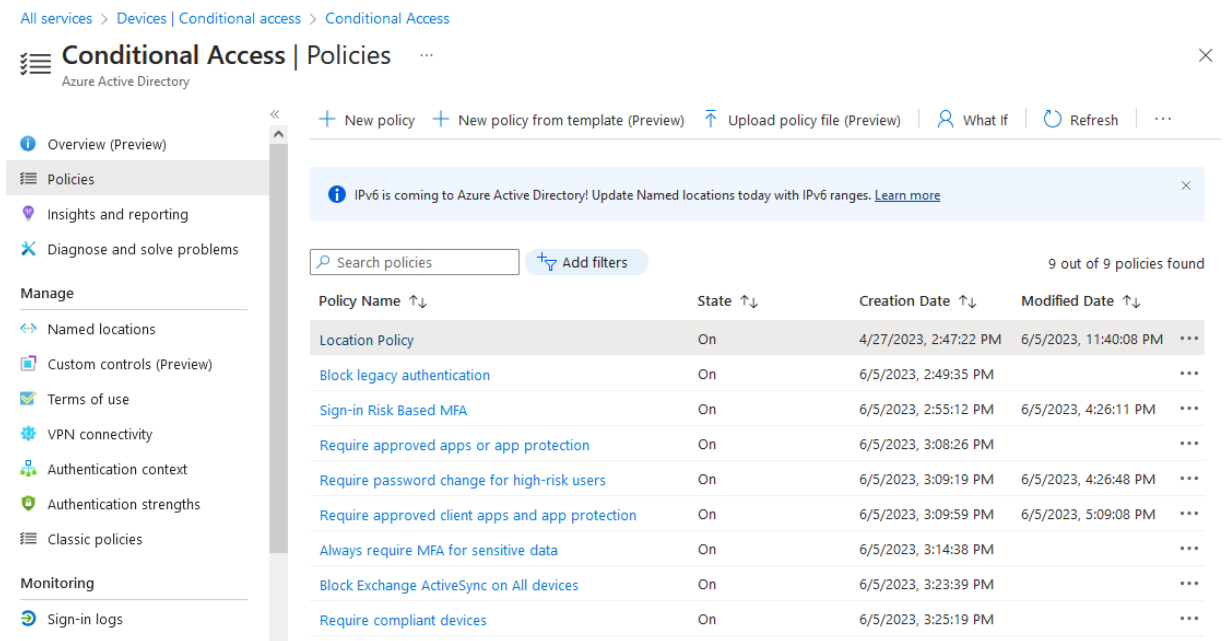 All services > Devices | Conditional access > Conditional Access
Conditional Access | Policies ...
Azure Active Directory
Overview (Preview)
Policies
Insights and reporting
Diagnose and solve problems
Manage
Named locations
Custom controls (Preview)
Terms of use
VPN connectivity
Authentication context
Authentication strengths
Classic policies
Monitoring
Sign-in logs
New policy New policy from template (Preview) Upload policy file (Preview) What If Refresh ...
IPv6 is coming to Azure Active Directory! Update Named locations today with IPv6 ranges. Learn more
Search policies Add filters 9 out of 9 policies found
Policy Name State Creation Date Modified Date
Location Policy On 4/27/2023, 2:47:22 PM 6/5/2023, 11:40:08 PM
Block legacy authentication On 6/5/2023, 2:49:35 PM
Sign-in Risk Based MFA On 6/5/2023, 2:55:12 PM 6/5/2023, 4:26:11 PM
Require approved apps or app protection On 6/5/2023, 3:08:26 PM
Require password change for high-risk users On 6/5/2023, 3:09:19 PM 6/5/2023, 4:26:48 PM
Require approved client apps and app protection On 6/5/2023, 3:09:59 PM 6/5/2023, 5:09:08 PM
Always require MFA for sensitive data On 6/5/2023, 3:14:38 PM
Block Exchange ActiveSync on All devices On 6/5/2023, 3:23:39 PM
Require compliant devices On 6/5/2023, 3:25:19 PM